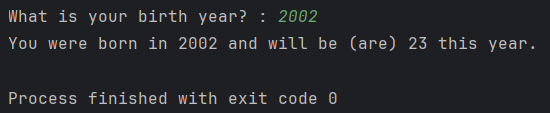 What is your birth year? : 2002
You were born in 2002 and will be (are) 23 this year.
Process finished with exit code 0